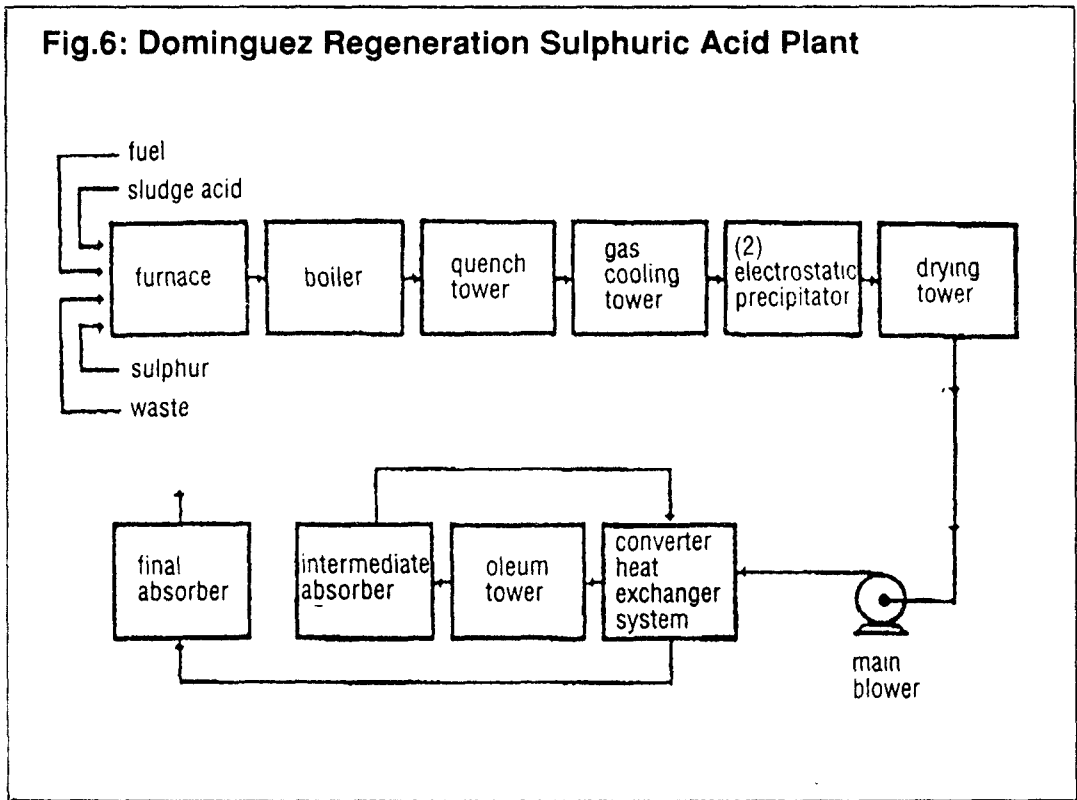 Fig.6: Dominguez Regeneration Sulphuric Acid Plant
fuel
sludge acid
furnace
boiler
quench
tower
gas
cooling
tower
(2)
electrostatic
precipitator
drying
tower
sulphur
waste
final
absorber
intermediate
absorber
oleum
tower
converter
heat
exchanger
system
main
blower